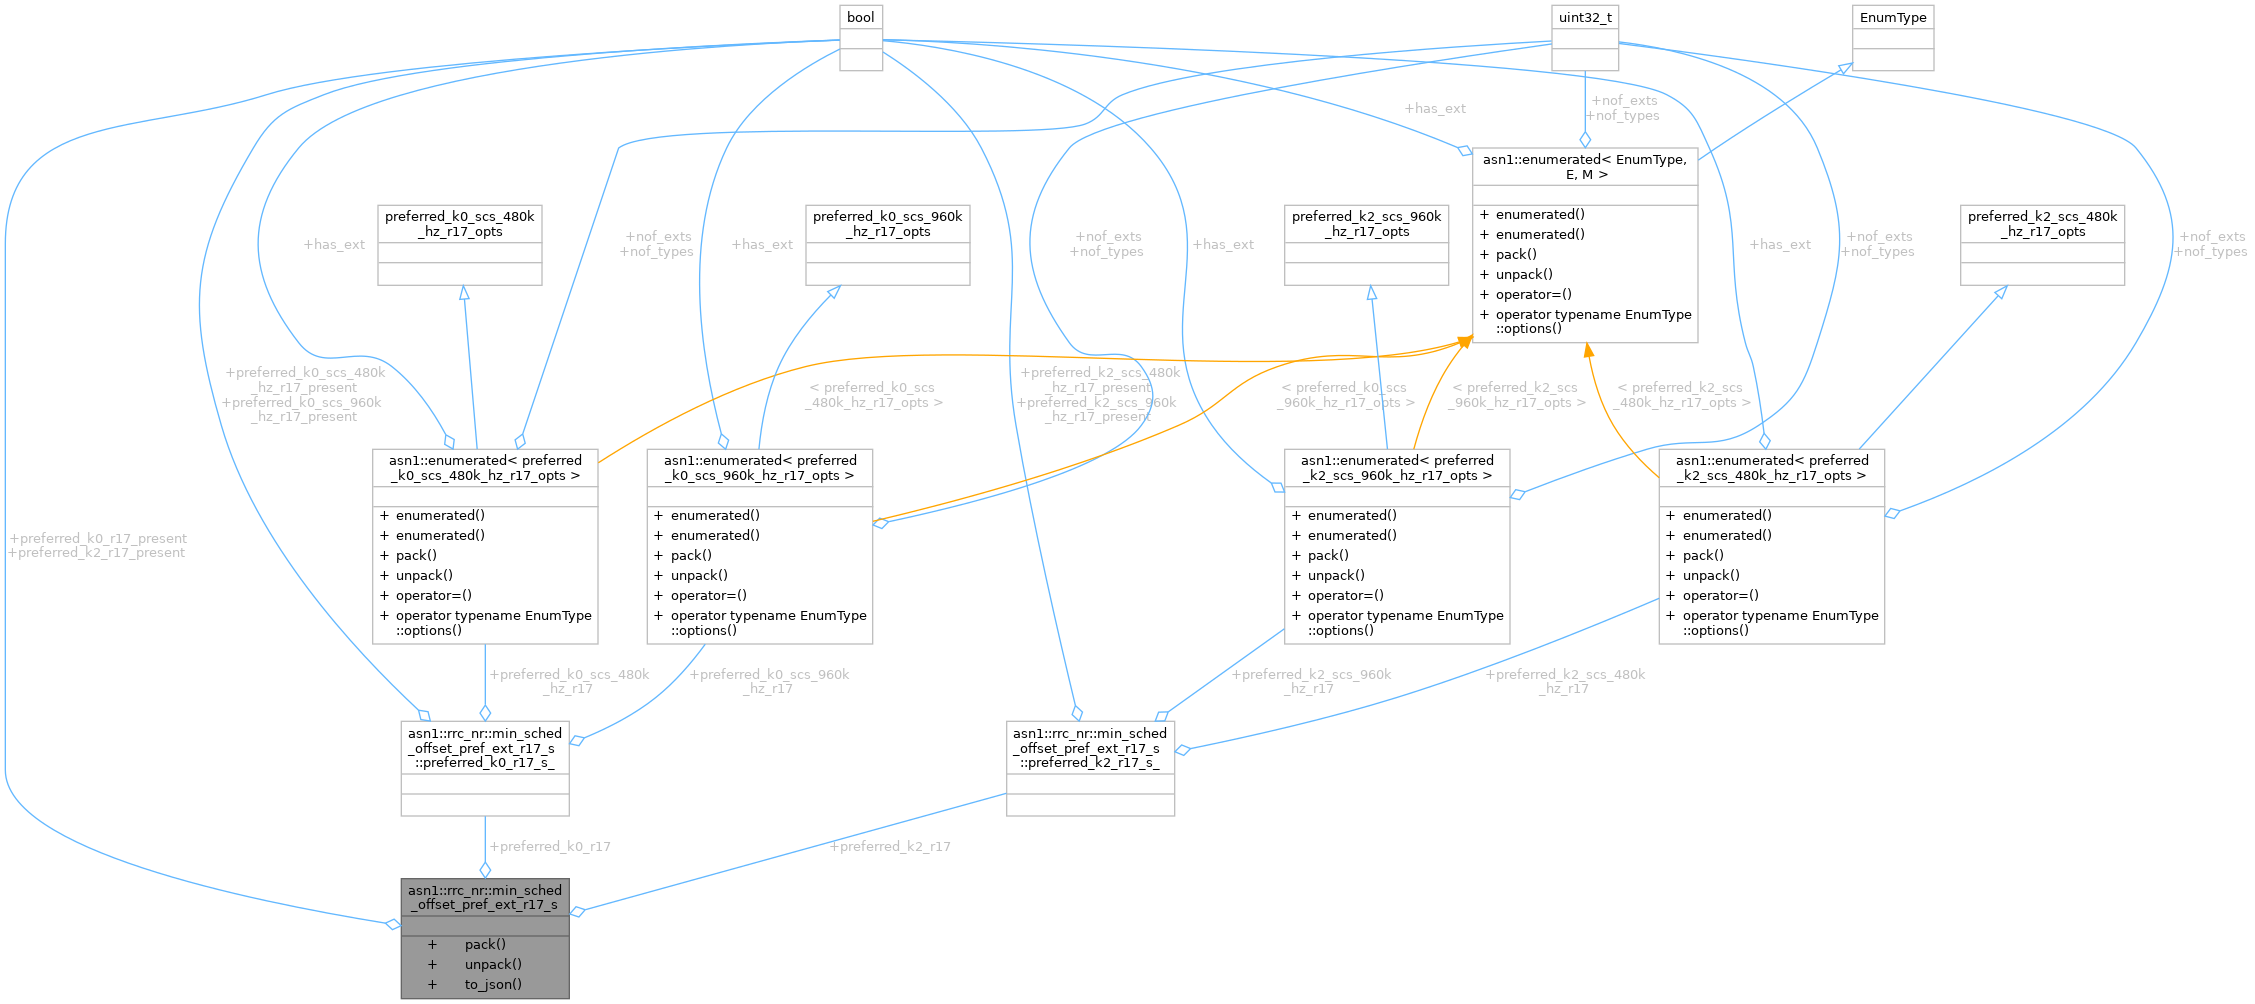 bool
uint32_t
EnumType
+has_ext
+nof_exts
+nof_types
asn1::enumerated< EnumType,
E, M >
+ enumerated()
+ enumerated()
+ pack()
+ unpack()
+ operator=()
+ operator typename EnumType
::options()
preferred_k0_scs_480k
_hz_r17_opts
preferred_k0_scs_960k
_hz_r17_opts
preferred_k2_scs_960k
_hz_r17_opts
preferred_k2_scs_480k
_hz_r17_opts
+has_ext
+nof_exts
+nof_types
+has_ext
+nof_exts
+nof_types
+has_ext
+has_ext
+nof_exts
+nof_types
+nof_exts
+nof_types
+preferred_k0_scs_480k
_hz_r17_present
+preferred_k0_scs_960k
_hz_r17_present
< preferred_k0_scs
_480k_hz_r17_opts >
+preferred_k2_scs_480k
_hz_r17_present
+preferred_k2_scs_960k
_hz_r17_present
< preferred_k0_scs
_960k_hz_r17_opts >
< preferred_k2_scs
_960k_hz_r17_opts >
< preferred_k2_scs
_480k_hz_r17_opts >
asn1::enumerated< preferred
_k0_scs_480k_hz_r17_opts >
+ enumerated()
+ enumerated()
+ pack()
+ unpack()
+ operator=()
+ operator typename EnumType
::options()
asn1::enumerated< preferred
_k0_scs_960k_hz_r17_opts >
+ enumerated()
+ enumerated()
+ pack()
+ unpack()
+ operator=()
+ operator typename EnumType
::options()
asn1::enumerated< preferred
_k2_scs_960k_hz_r17_opts >
+ enumerated()
+ enumerated()
+ pack()
+ unpack()
+ operator=()
+ operator typename EnumType
::options()
asn1::enumerated< preferred
_k2_scs_480k_hz_r17_opts >
+ enumerated()
+ enumerated()
+ pack()
+ unpack()
+ operator=()
+ operator typename EnumType
::options()
+preferred_k0_r17_present
+preferred_k2_r17_present
+preferred_k0_scs_480k
_hz_r17
+preferred_k0_scs_960k
_hz_r17
+preferred_k2_scs_960k
_hz_r17
+preferred_k2_scs_480k
_hz_r17
asn1::rrc_nr::min_sched
_offset_pref_ext_r17_s
::preferred_k0_r17_s_
asn1::rrc_nr::min_sched
_offset_pref_ext_r17_s
::preferred_k2_r17_s_
+preferred_k0_r17
+preferred_k2_r17
asn1::rrc_nr::min_sched
_offset_pref_ext_r17_s
+ pack()
+ unpack()
+ to_json()